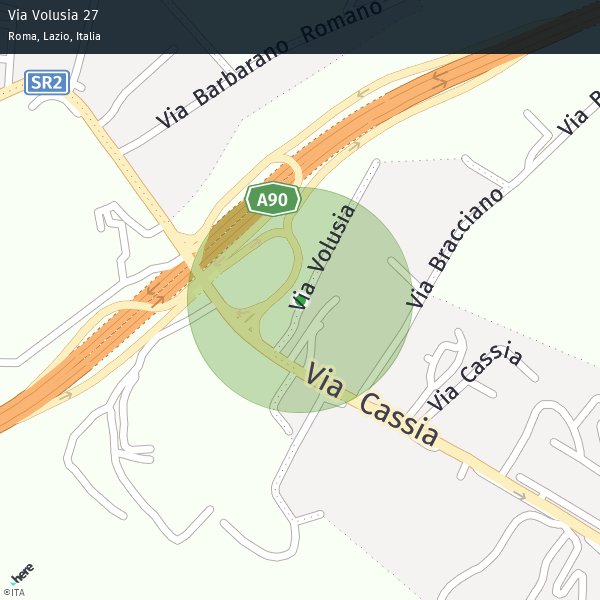 Via Volusia 27
Roma, Lazio, Italia
Via Barbarano Romano
SR2
A90
Via Volusia
Via Bracciano
Via Cassia
Via Cassia
here
©ITA